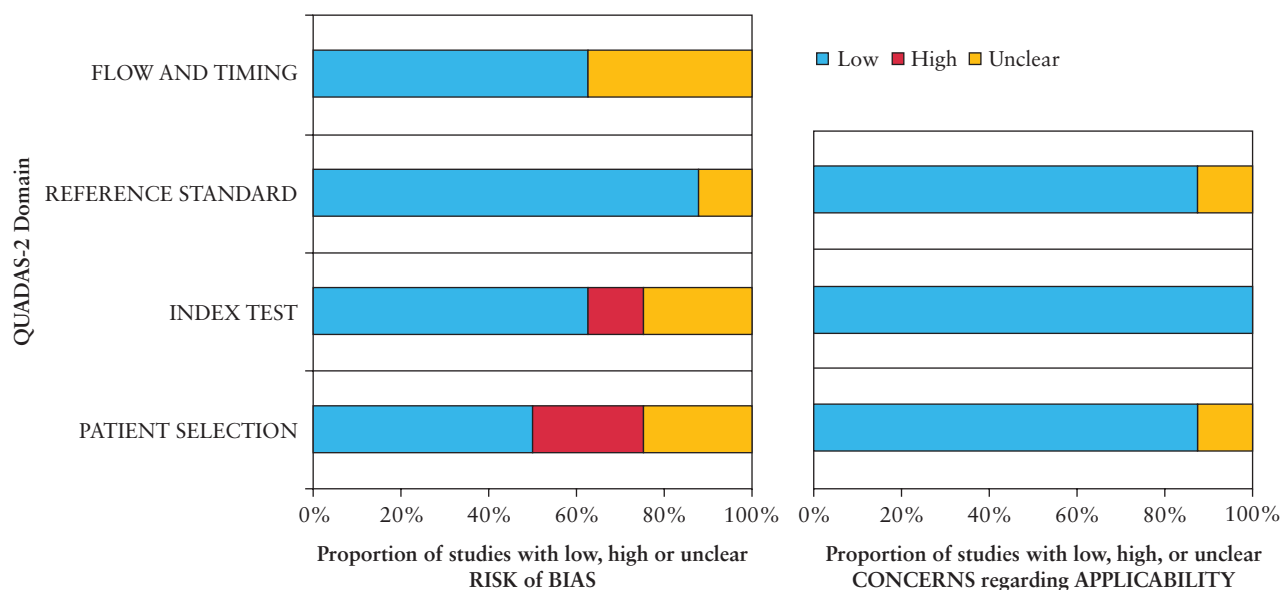 QUADAS-2 Domain
FLOW AND TIMING
REFERENCE STANDARD
INDEX TEST
PATIENT SELECTION
0% 20% 40% 60% 80% 100%
Proportion of studies with low, high or unclear
RISK of BIAS
Low High Unclear
0% 20% 40% 60% 80% 100%
Proportion of studies with low, high, or unclear
CONCERNS regarding APPLICABILITY